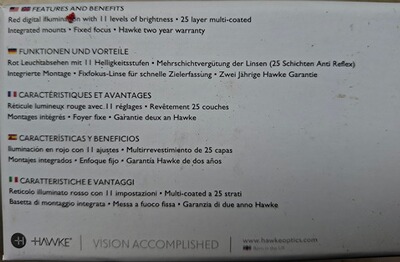 FEATURES AND BENEFITS
Red digital illumination with 11 levels of brightness • 25 layer multi-coated
Integrated mounts • Fixed focus • Hawke two year warranty
FUNKTIONEN UND VORTEILE
Rot Leuchtabsehen mit 11 Helligkeitsstufen • Mehrschichtvergütung der Linsen (25 Schichten Anti Reflex)
Integrierte Montage • Fixfokus-Linse für schnelle Zielerfassung • Zwei Jährige Hawke Garantie
CARACTÉRISTIQUES ET AVANTAGES
Réticule lumineux rouge avec 11 réglages • Revêtement 25 couches
Montages intégrés • Foyer fixe • Garantie deux an Hawke
CARACTERÍSTICAS Y BENEFICIOS
Iluminación en rojo con 11 ajustes • Multirrevestimiento de 25 capas
Montajes integrados • Enfoque fijo • Garantía Hawke de dos años
CARATTERISTICHE E VANTAGGI
Reticolo illuminato rosso con 11 impostazioni • Multi-coated a 25 strati
Basetta di montaggio integrata • Messa a fuoco fissa • Garanzia di due anno Hawke
HAWKE | VISION ACCOMPLISHED | www.hawkeoptics.com